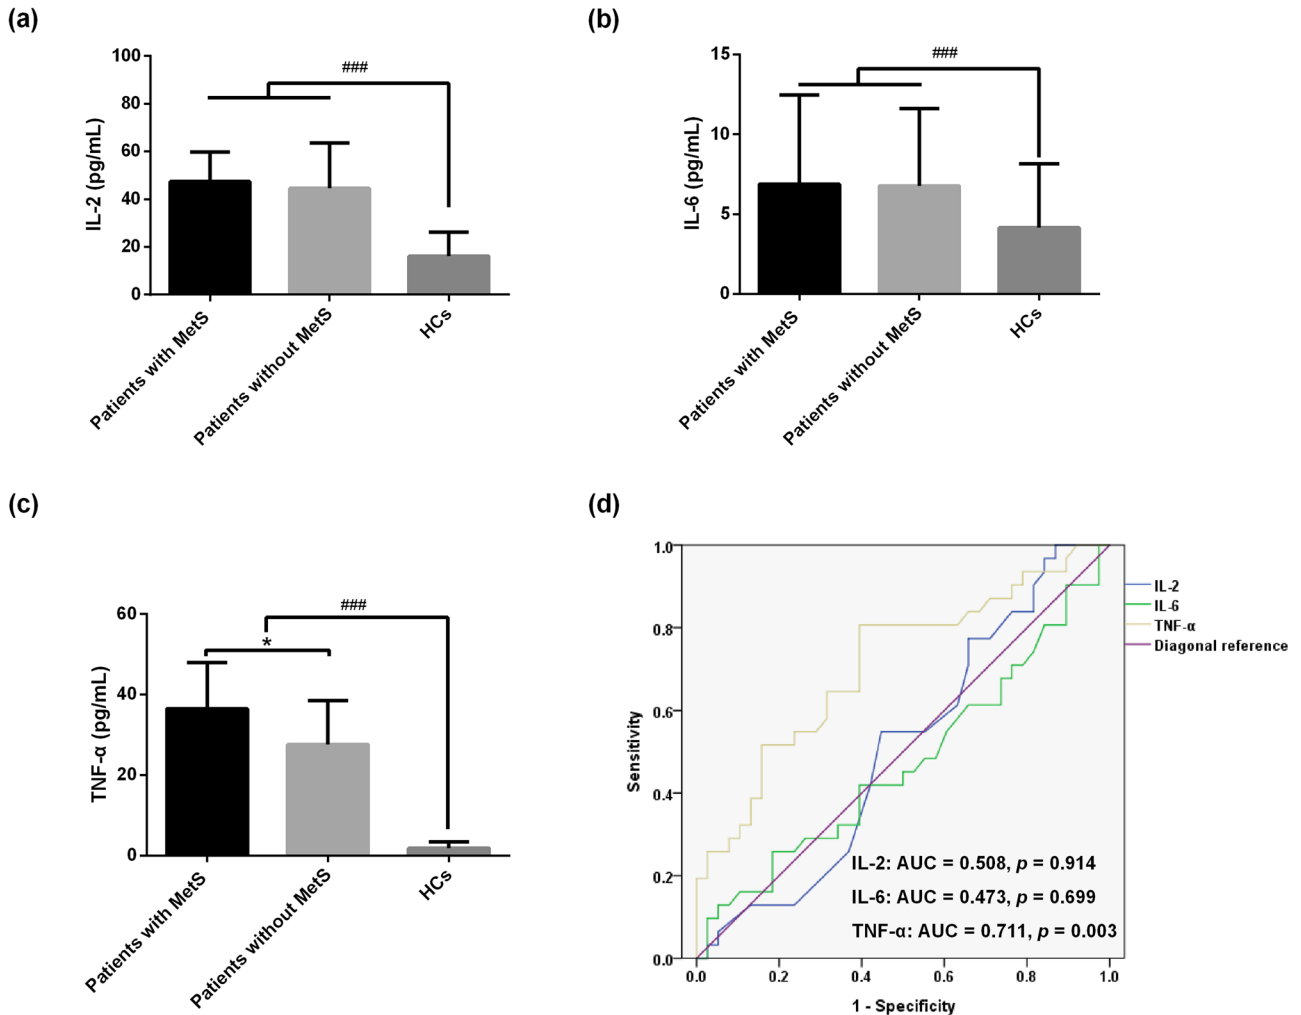 (a)
100
80
60
40
20
0
IL-2 (pg/mL)
###
Patients with MetS
Patients without MetS
HCs
(b)
15
10
5
0
IL-6 (pg/mL)
###
Patients with MetS
Patients without MetS
HCs
(c)
60
40
20
0
TNF-α (pg/mL)
###
*
Patients with MetS
Patients without MetS
HCs
(d)
1.0
0.8
0.6
0.4
0.2
0.0
Sensitivity
IL-2
IL-6
TNF-α
Diagonal reference
IL-2: AUC = 0.508, p = 0.914
IL-6: AUC = 0.473, p = 0.699
TNF-α: AUC = 0.711, p = 0.003
0.0 0.2 0.4 0.6 0.8 1.0
1 - Specificity